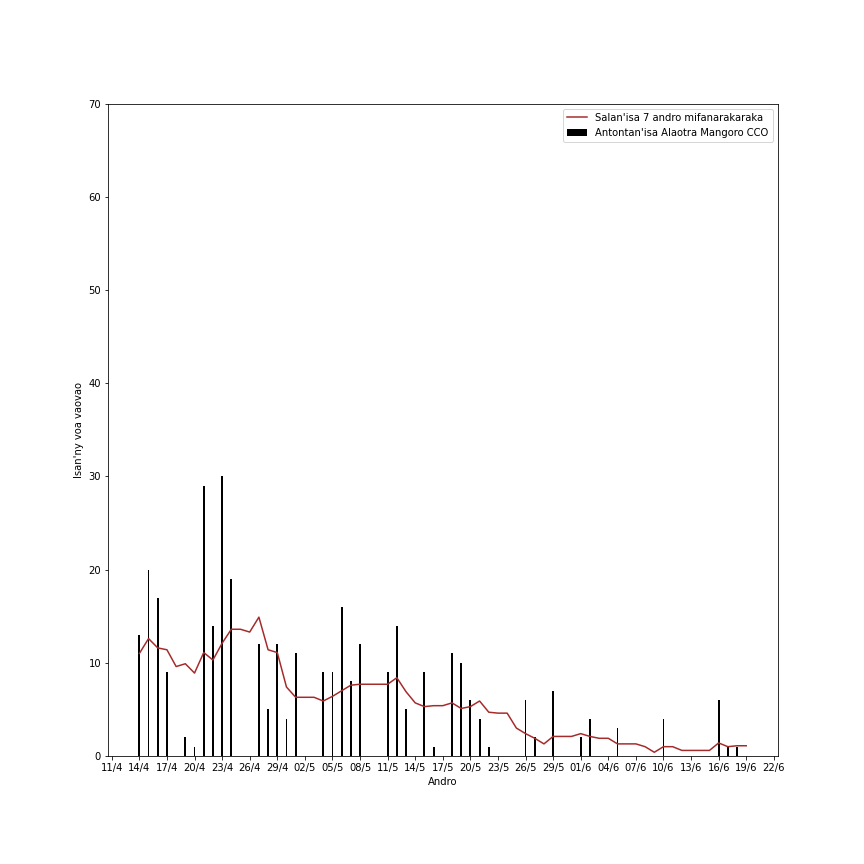 Salan'isa 7 andro mifanarakaraka
Antontan'isa Alaotra Mangoro CCO
70
60
50
40
30
20
10
0
Isan'ny voa vaovao
11/4 14/4 17/4 20/4 23/4 26/4 29/4 02/5 05/5 08/5 11/5 14/5 17/5 20/5 23/5 26/5 29/5 01/6 04/6 07/6 10/6 13/6 16/6 19/6 22/6
Andro